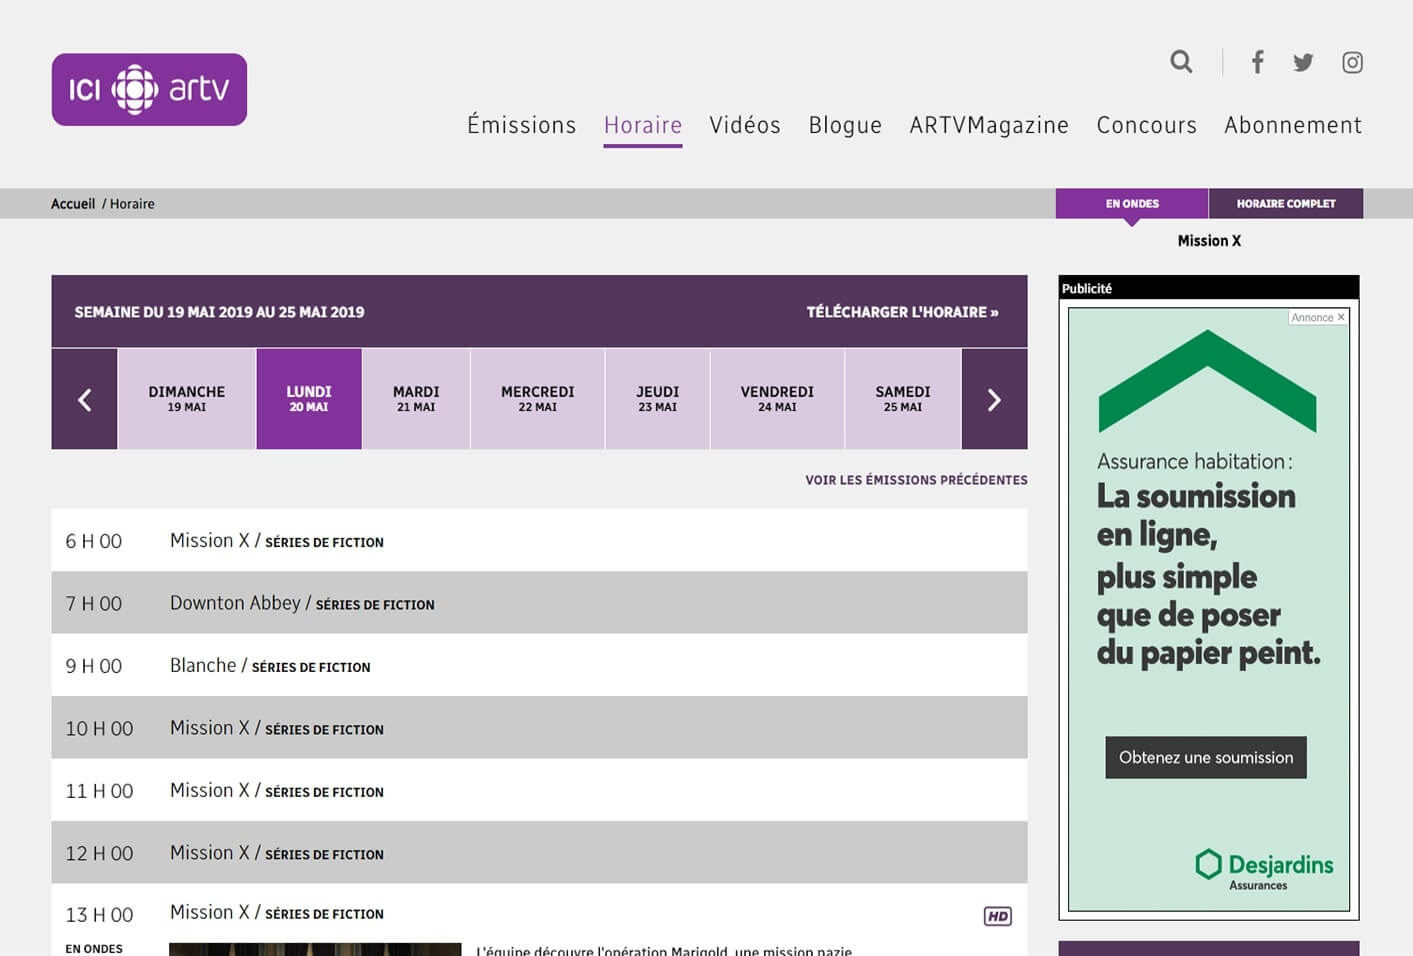 ICI artv
Émissions Horaire Vidéos Blogue ARTVMagazine Concours Abonnement
Accueil / Horaire
EN ONDES
HORAIRE COMPLET
Mission X
SEMAINE DU 19 MAI 2019 AU 25 MAI 2019
TÉLÉCHARGER L'HORAIRE »
DIMANCHE
19 MAI
LUNDI
20 MAI
MARDI
21 MAI
MERCREDI
22 MAI
JEUDI
23 MAI
VENDREDI
24 MAI
SAMEDI
25 MAI
VOIR LES ÉMISSIONS PRÉCÉDENTES
6 H 00 Mission X / SÉRIES DE FICTION
7 H 00 Downton Abbey / SÉRIES DE FICTION
9 H 00 Blanche / SÉRIES DE FICTION
10 H 00 Mission X / SÉRIES DE FICTION
11 H 00 Mission X / SÉRIES DE FICTION
12 H 00 Mission X / SÉRIES DE FICTION
13 H 00 Mission X / SÉRIES DE FICTION
HD
EN ONDES
L'équipe découvre l'opération Marigold, une mission nazie
Publicité
Annonce ✕
Assurance habitation :
La soumission
en ligne,
plus simple
que de poser
du papier peint.
Obtenez une soumission
Desjardins
Assurances